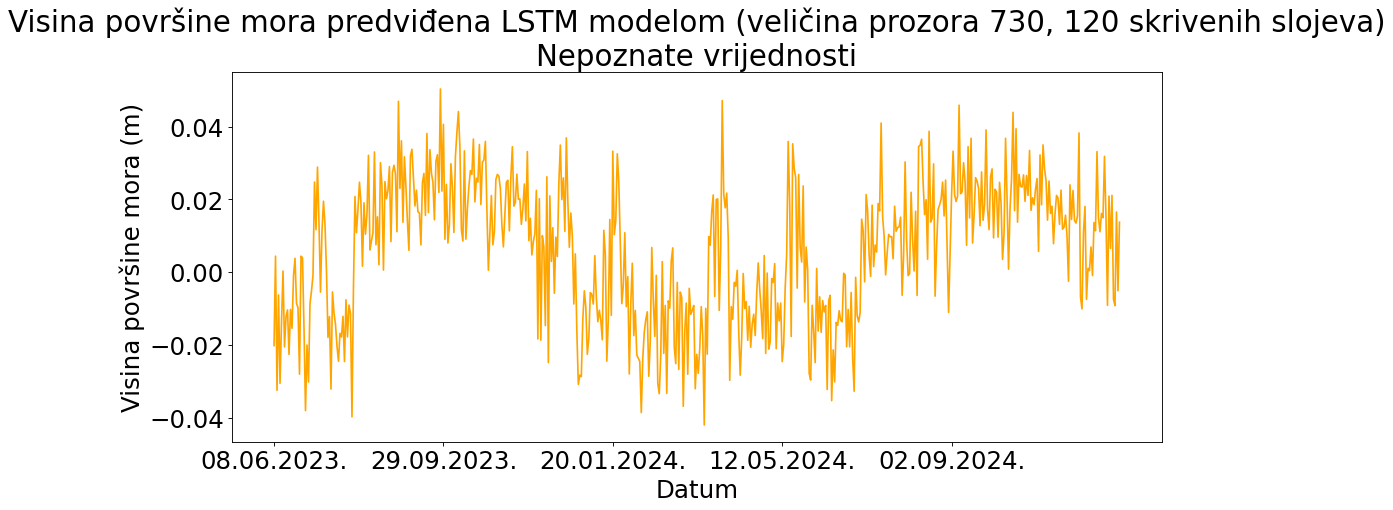 Visina površine mora predviđena LSTM modelom (veličina prozora 730, 120 skrivenih slojeva)
Nepoznate vrijednosti
Visina površine mora (m)
0.04
0.02
0.00
−0.02
−0.04
08.06.2023. 29.09.2023. 20.01.2024. 12.05.2024. 02.09.2024.
Datum